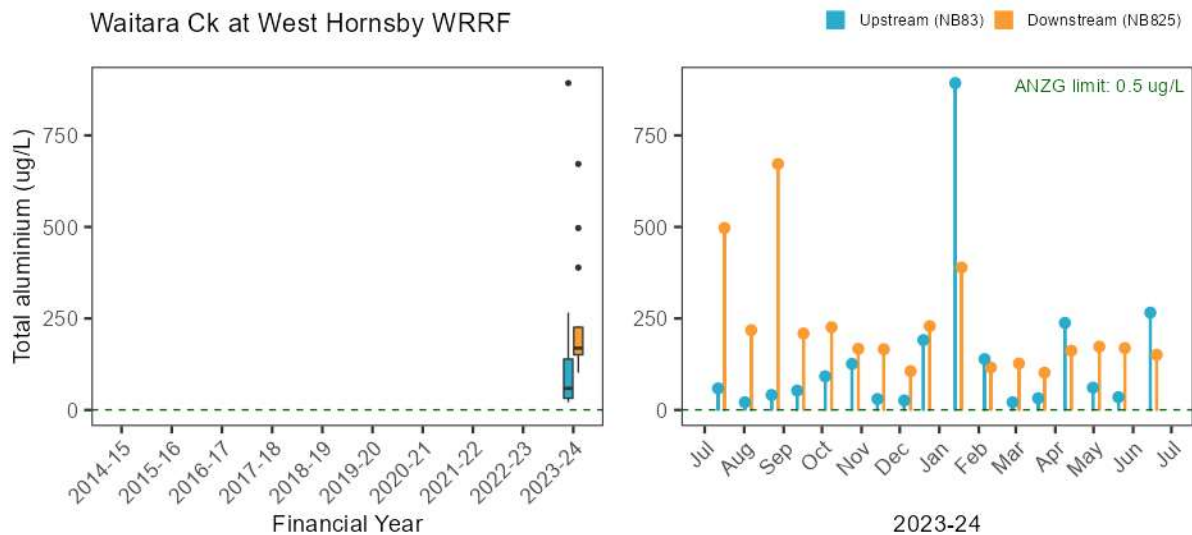 Waitara Ck at West Hornsby WRRF
Upstream (NB83) Downstream (NB825)
Total aluminium (ug/L)
750
500
250
0
2014-15
2015-16
2016-17
2017-18
2018-19
2019-20
2020-21
2021-22
2022-23
2023-24
Financial Year
ANZG limit: 0.5 ug/L
750
500
250
0
Jul
Aug
Sep
Oct
Nov
Dec
Jan
Feb
Mar
Apr
May
Jun
Jul
2023-24